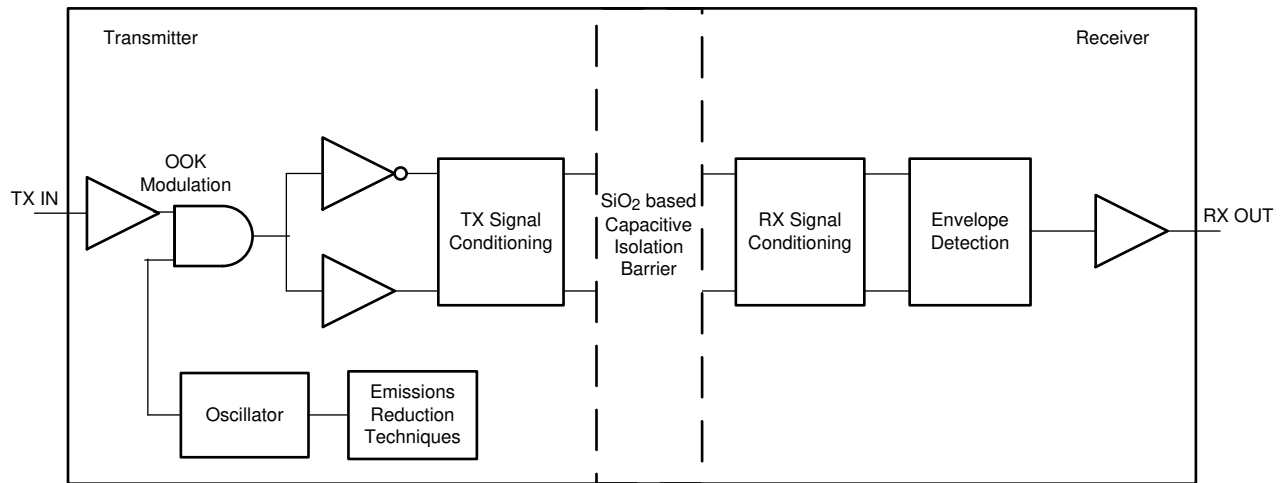 Transmitter
Receiver
OOK
Modulation
TX IN
TX Signal
Conditioning
SiO2 based
Capacitive
Isolation
Barrier
RX Signal
Conditioning
Envelope
Detection
RX OUT
Oscillator
Emissions
Reduction
Techniques